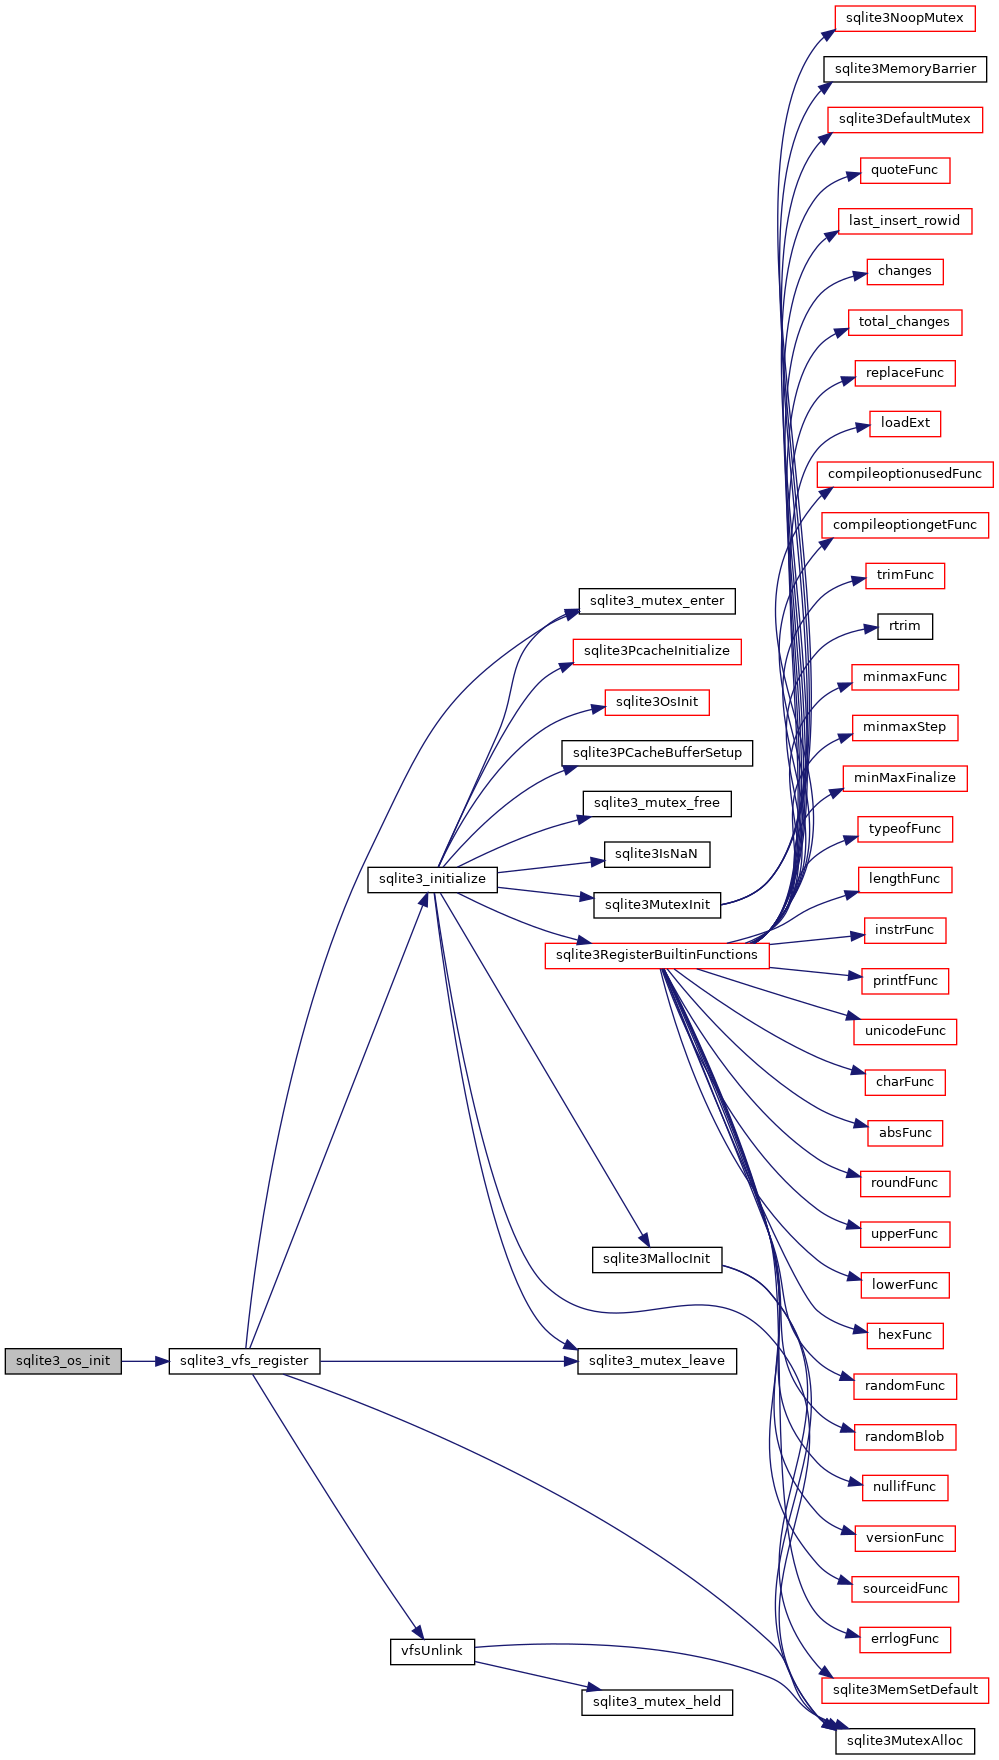 sqlite3NoopMutex
sqlite3MemoryBarrier
sqlite3DefaultMutex
quoteFunc
last_insert_rowid
changes
total_changes
replaceFunc
loadExt
compileoptionusedFunc
compileoptiongetFunc
trimFunc
sqlite3_mutex_enter
rtrim
sqlite3PcacheInitialize
minmaxFunc
sqlite3OsInit
minmaxStep
sqlite3PCacheBufferSetup
minMaxFinalize
sqlite3_mutex_free
typeofFunc
sqlite3IsNaN
sqlite3_initialize
lengthFunc
sqlite3MutexInit
instrFunc
sqlite3RegisterBuiltinFunctions
printfFunc
unicodeFunc
charFunc
absFunc
roundFunc
upperFunc
sqlite3MallocInit
lowerFunc
hexFunc
sqlite3_os_init
sqlite3_vfs_register
sqlite3_mutex_leave
randomFunc
randomBlob
nullifFunc
versionFunc
sourceidFunc
errlogFunc
vfsUnlink
sqlite3MemSetDefault
sqlite3_mutex_held
sqlite3MutexAlloc